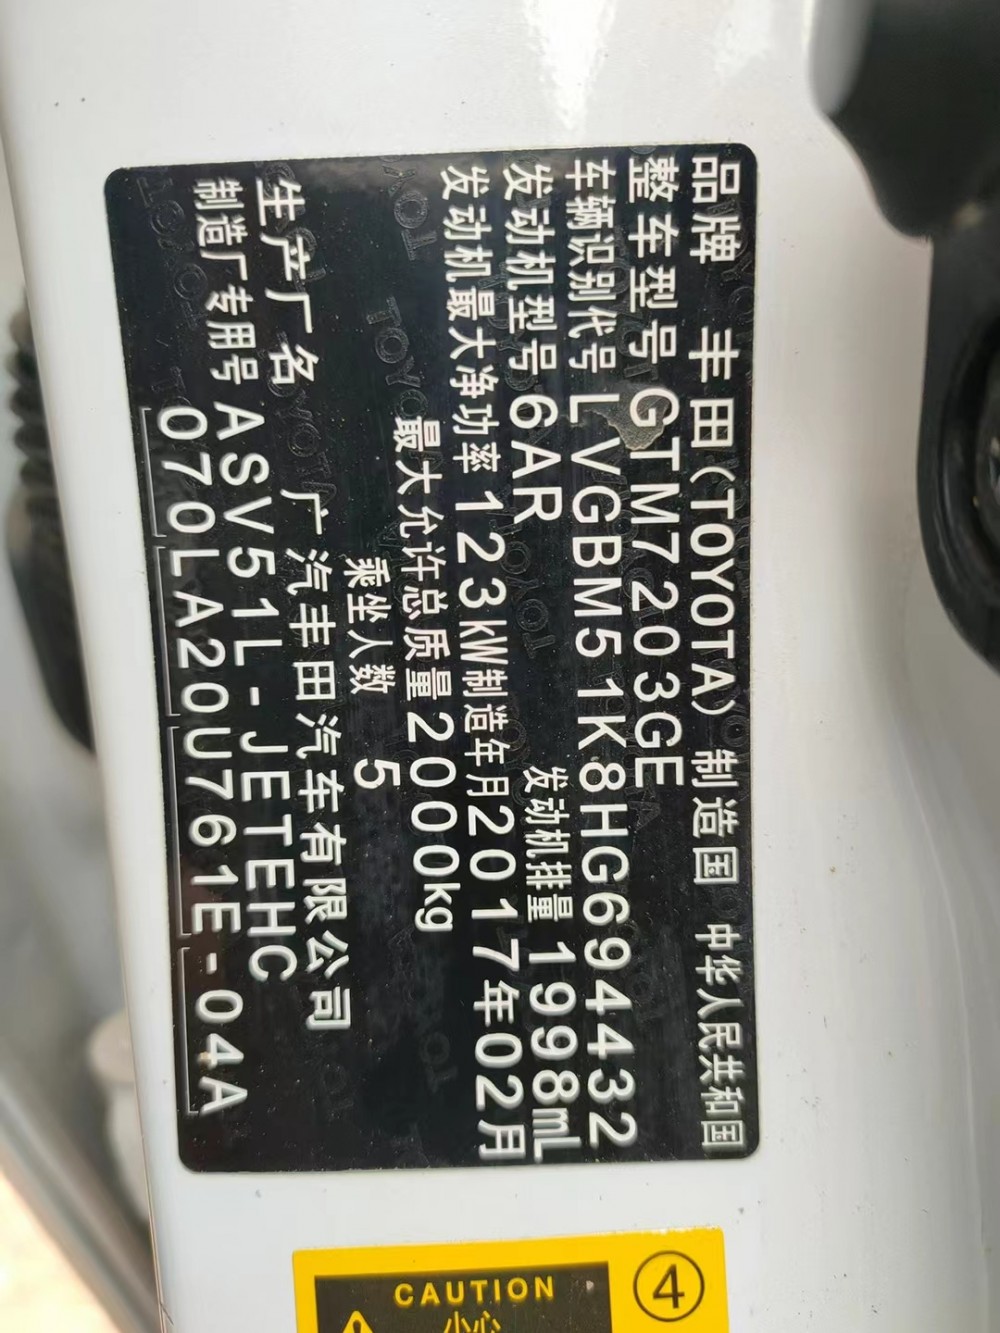 品牌 丰田(TOYOTA) 制造国 中华人民共和国
整车型号 GTM7203GE
车辆识别代号 LVGBM51K8HG694432
发动机型号 6AR 发动机排量 1998mL
发动机最大净功率 123kW 制造年月 2017年02月
最大允许总质量 2000kg
乘坐人数 5
生产厂名 广汽丰田汽车有限公司
制造厂专用号 ASV51L-JETEHC
070LA20U761E-04A
CAUTION
小心
④